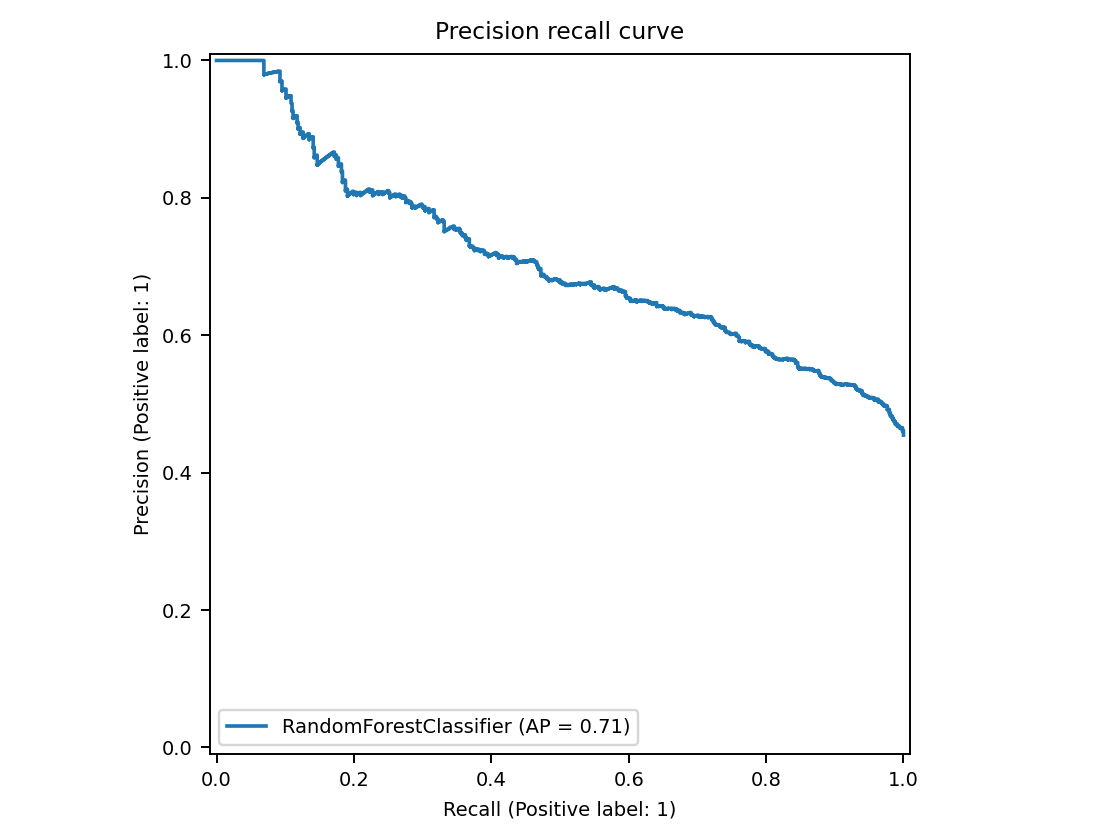 Precision recall curve
1.0
0.8
0.6
0.4
0.2
0.0
Precision (Positive label: 1)
RandomForestClassifier (AP = 0.71)
0.0 0.2 0.4 0.6 0.8 1.0
Recall (Positive label: 1)